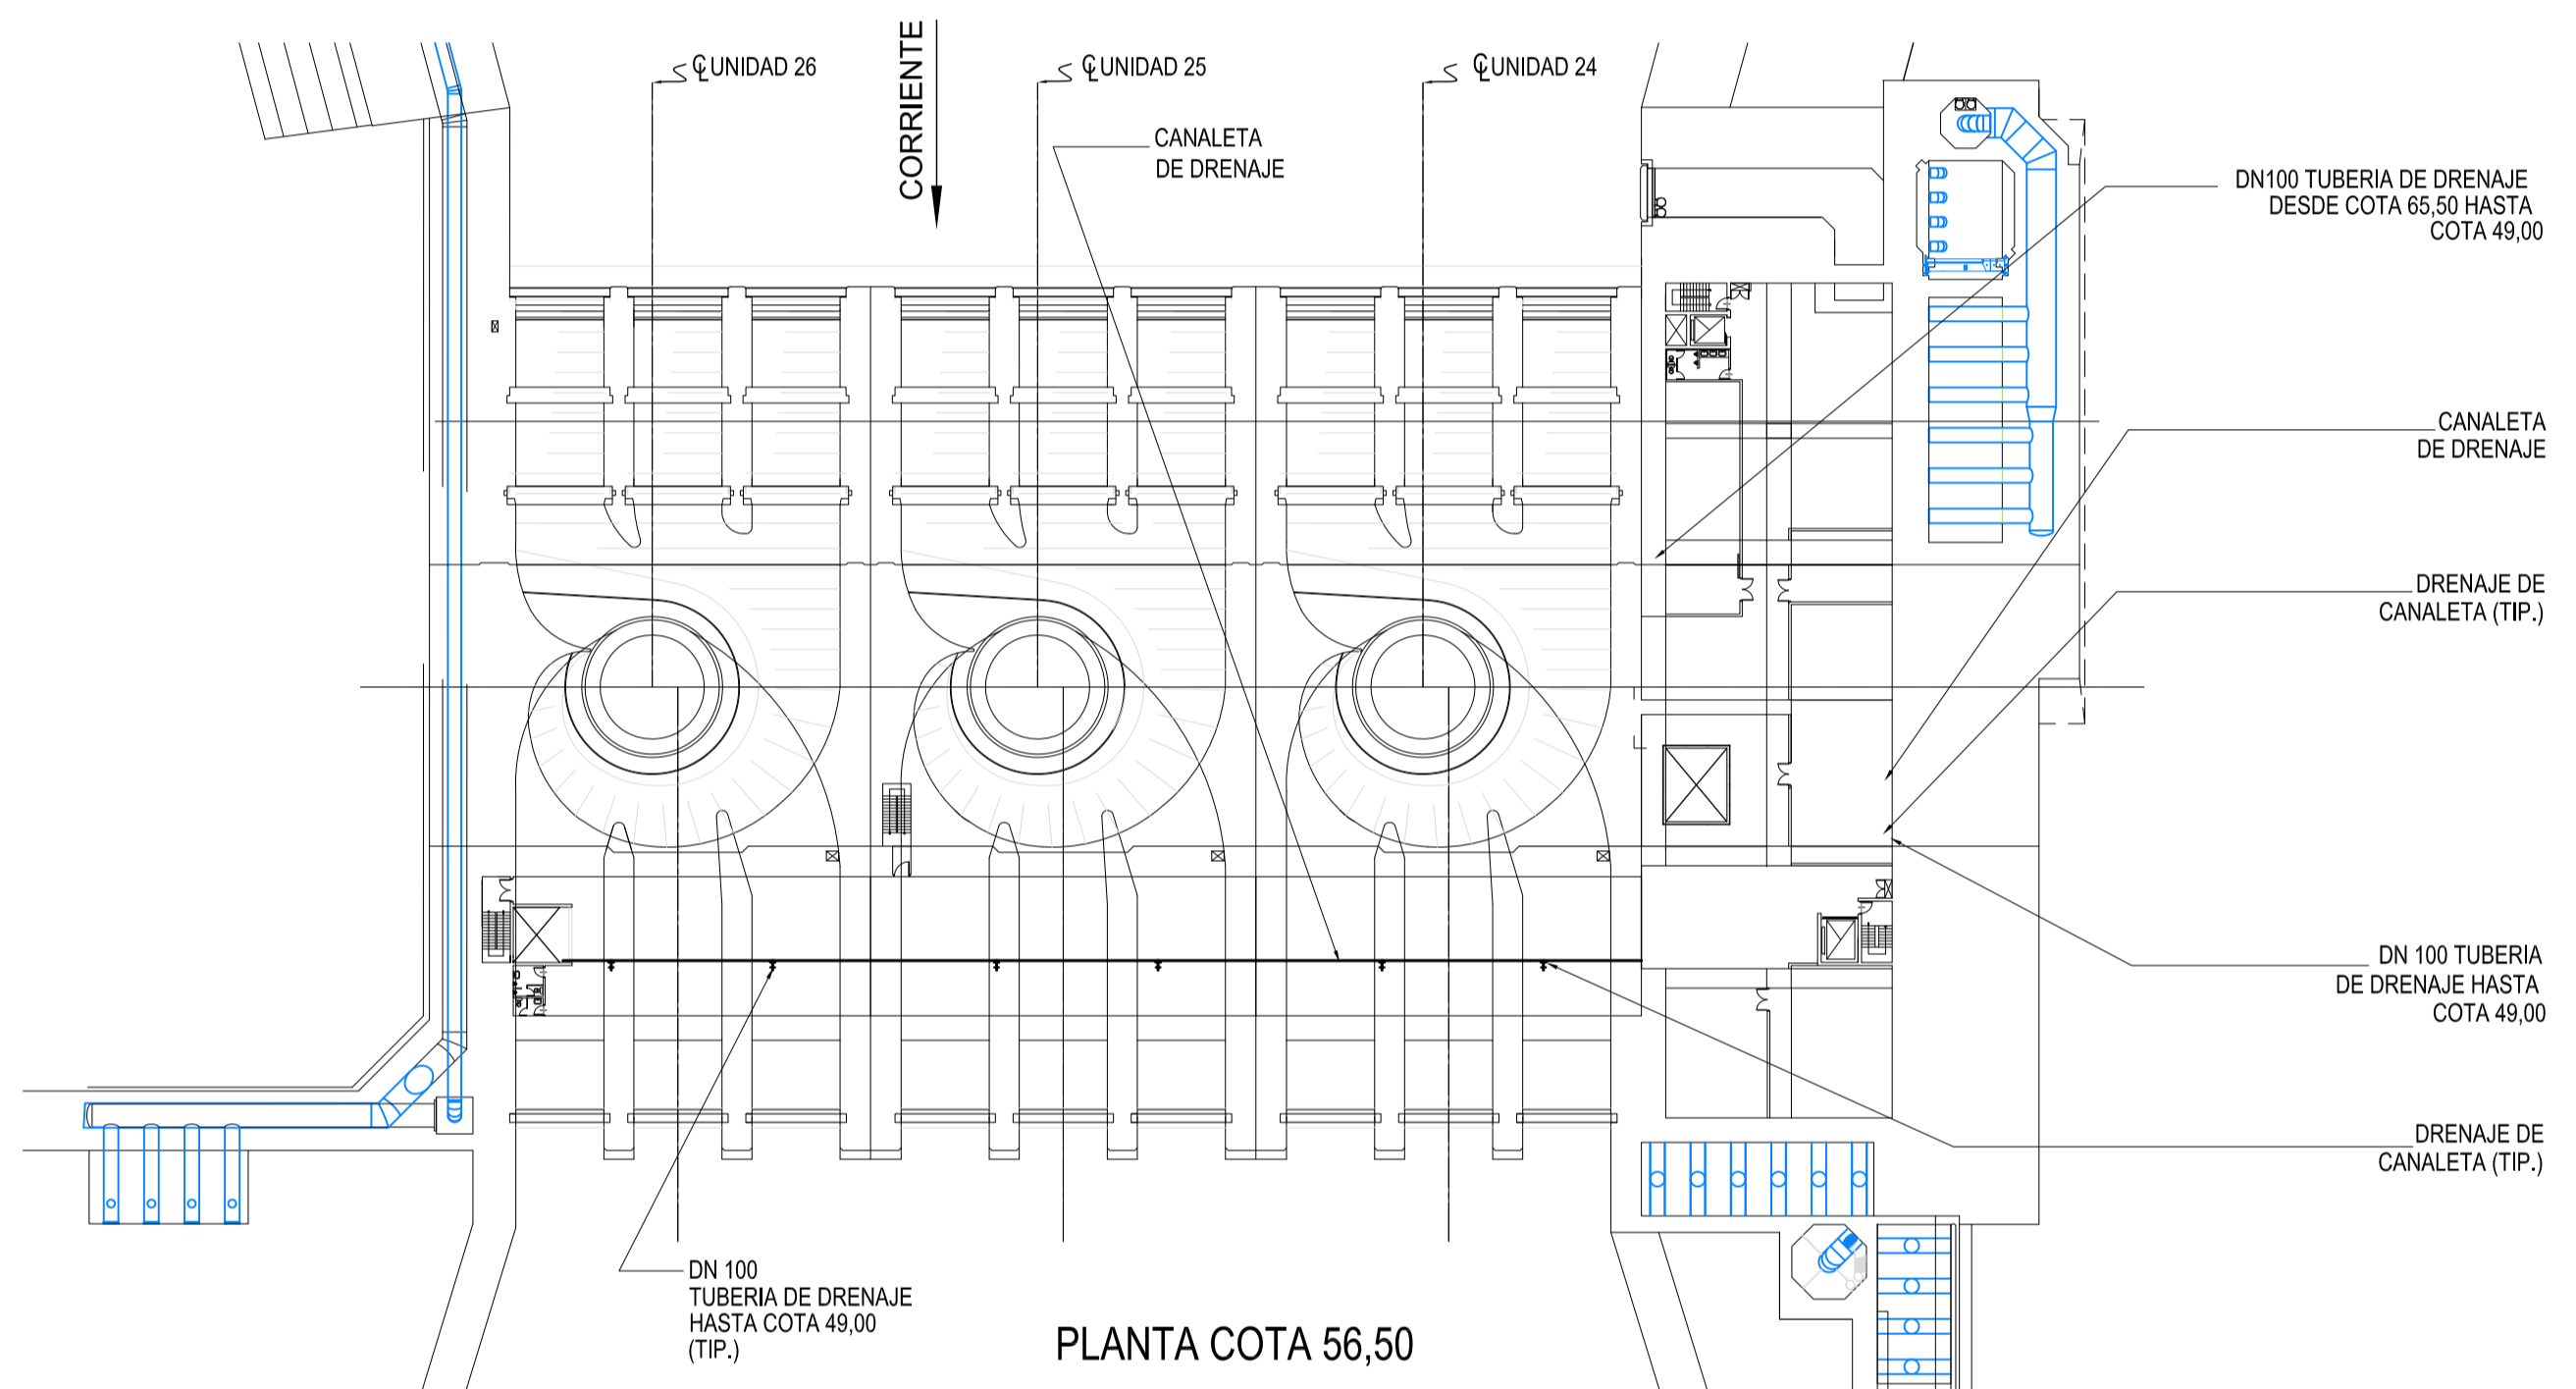 CORRIENTE
℄ UNIDAD 26
℄ UNIDAD 25
℄ UNIDAD 24
CANALETA
DE DRENAJE
DN100 TUBERIA DE DRENAJE
DESDE COTA 65,50 HASTA
COTA 49,00
CANALETA
DE DRENAJE
DRENAJE DE
CANALETA (TIP.)
DN 100 TUBERIA
DE DRENAJE HASTA
COTA 49,00
DRENAJE DE
CANALETA (TIP.)
DN 100
TUBERIA DE DRENAJE
HASTA COTA 49,00
(TIP.)
PLANTA COTA 56,50